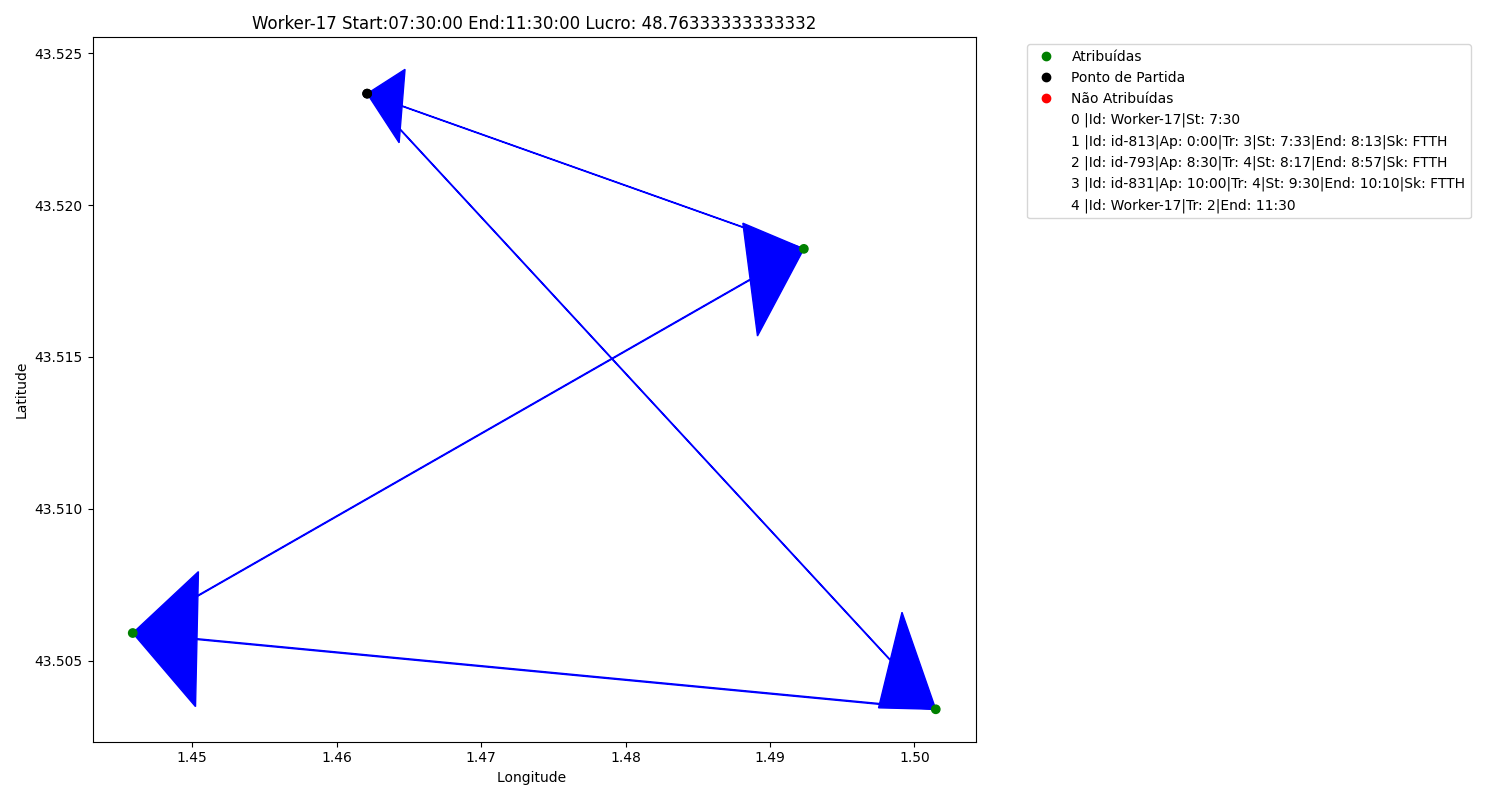 Worker-17 Start:07:30:00 End:11:30:00 Lucro: 48.76333333333332
43.525
43.520
43.515
43.510
43.505
Latitude
1.45 1.46 1.47 1.48 1.49 1.50
Longitude
Atribuídas
Ponto de Partida
Não Atribuídas
0 |Id: Worker-17|St: 7:30
1 |Id: id-813|Ap: 0:00|Tr: 3|St: 7:33|End: 8:13|Sk: FTTH
2 |Id: id-793|Ap: 8:30|Tr: 4|St: 8:17|End: 8:57|Sk: FTTH
3 |Id: id-831|Ap: 10:00|Tr: 4|St: 9:30|End: 10:10|Sk: FTTH
4 |Id: Worker-17|Tr: 2|End: 11:30